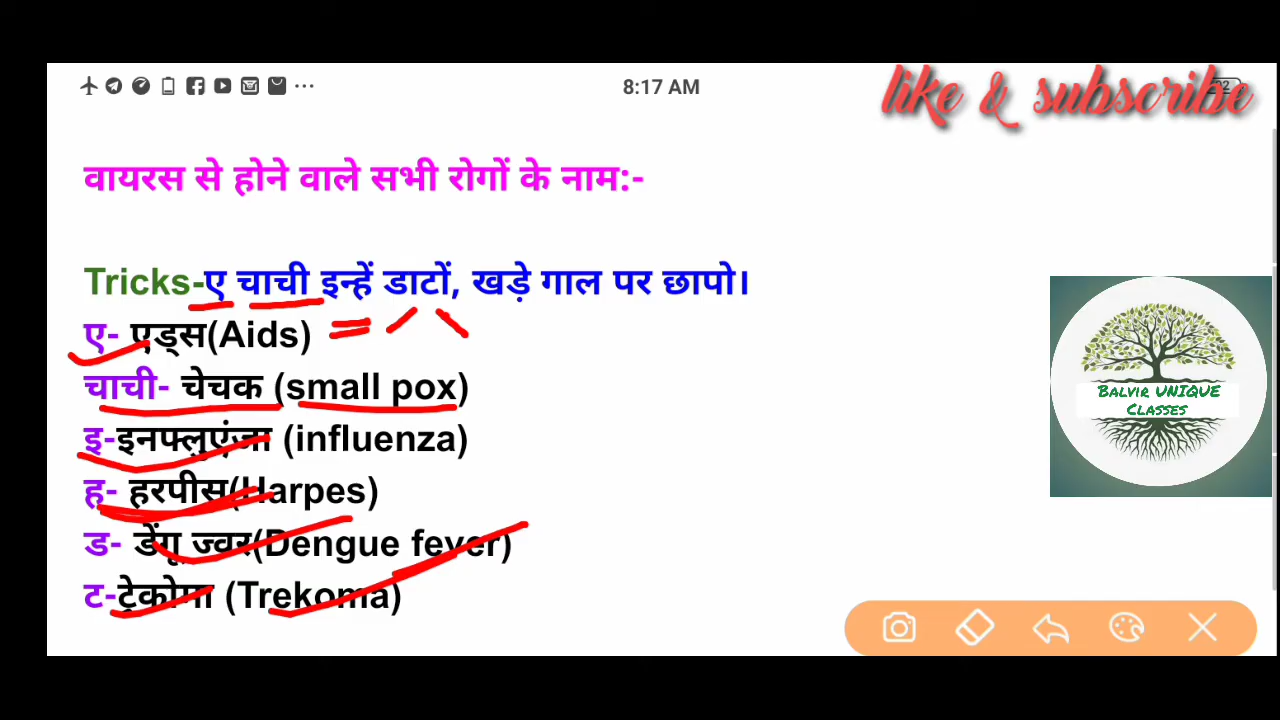 8:17 AM
like & subscribe
वायरस से होने वाले सभी रोगों के नाम:-
Tricks-ए चाची इन्हें डाटों, खड़े गाल पर छापो।
ए- एड्स(Aids)
चाची- चेचक (small pox)
इ-इनफ्लुएंजा (influenza)
ह- हरपीस(Harpes)
ड- डेंगू ज्वर(Dengue fever)
ट-ट्रेकोमा (Trekoma)
Balvir UNIQUE
Classes